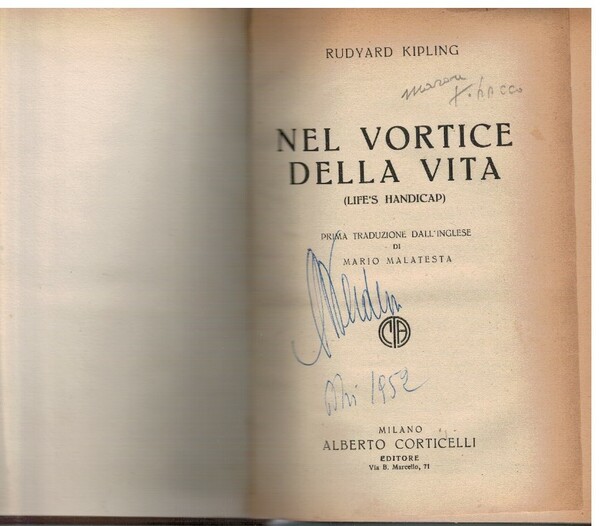 RUDYARD KIPLING
NEL VORTICE
DELLA VITA
(LIFE'S HANDICAP)
PRIMA TRADUZIONE DALL'INGLESE
DI
MARIO MALATESTA
1952
MILANO
ALBERTO CORTICELLI
EDITORE
Via B. Marcello, 71